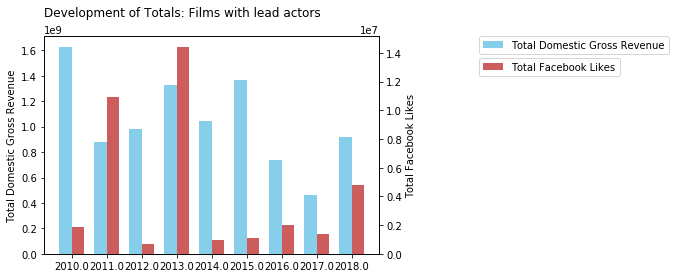 Development of Totals: Films with lead actors
1e9
1e7
Total Domestic Gross Revenue
Total Facebook Likes
1.6
1.4
1.2
1.0
0.8
0.6
0.4
0.2
0.0
Total Domestic Gross Revenue
1.4
1.2
1.0
0.8
0.6
0.4
0.2
0.0
Total Facebook Likes
2010.0 2011.0 2012.0 2013.0 2014.0 2015.0 2016.0 2017.0 2018.0